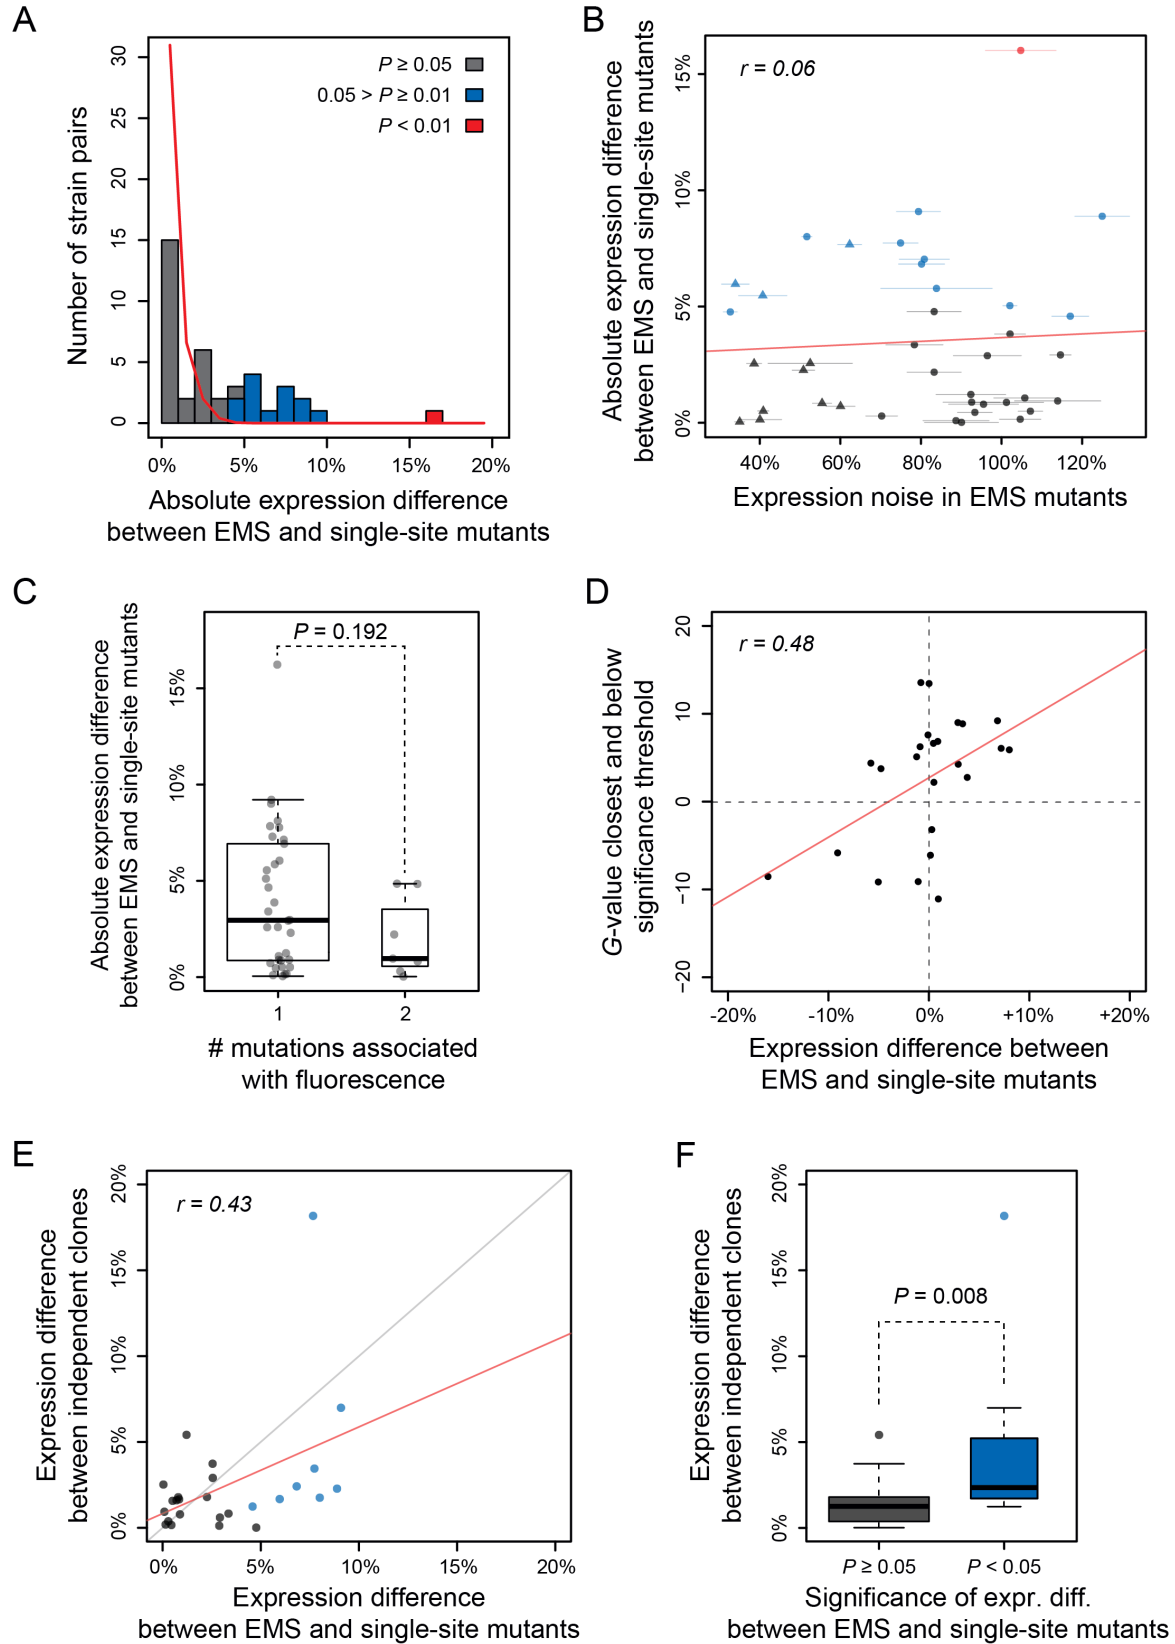 A
Number of strain pairs
30
25
20
15
10
5
0
P ≥ 0.05
0.05 > P ≥ 0.01
P < 0.01
0% 5% 10% 15% 20%
Absolute expression difference
between EMS and single-site mutants
B
Absolute expression difference
between EMS and single-site mutants
15%
10%
5%
0%
r = 0.06
40% 60% 80% 100% 120%
Expression noise in EMS mutants
C
Absolute expression difference
between EMS and single-site mutants
15%
10%
5%
0%
P = 0.192
1 2
# mutations associated
with fluorescence
D
G-value closest and below
significance threshold
20
10
0
−10
−20
r = 0.48
-20% -10% 0% +10% +20%
Expression difference between
EMS and single-site mutants
E
Expression difference
between independent clones
20%
15%
10%
5%
0%
r = 0.43
0% 5% 10% 15% 20%
Expression difference
between EMS and single-site mutants
F
Expression difference
between independent clones
20%
15%
10%
5%
0%
P = 0.008
P ≥ 0.05 P < 0.05
Significance of expr. diff.
between EMS and single-site mutants